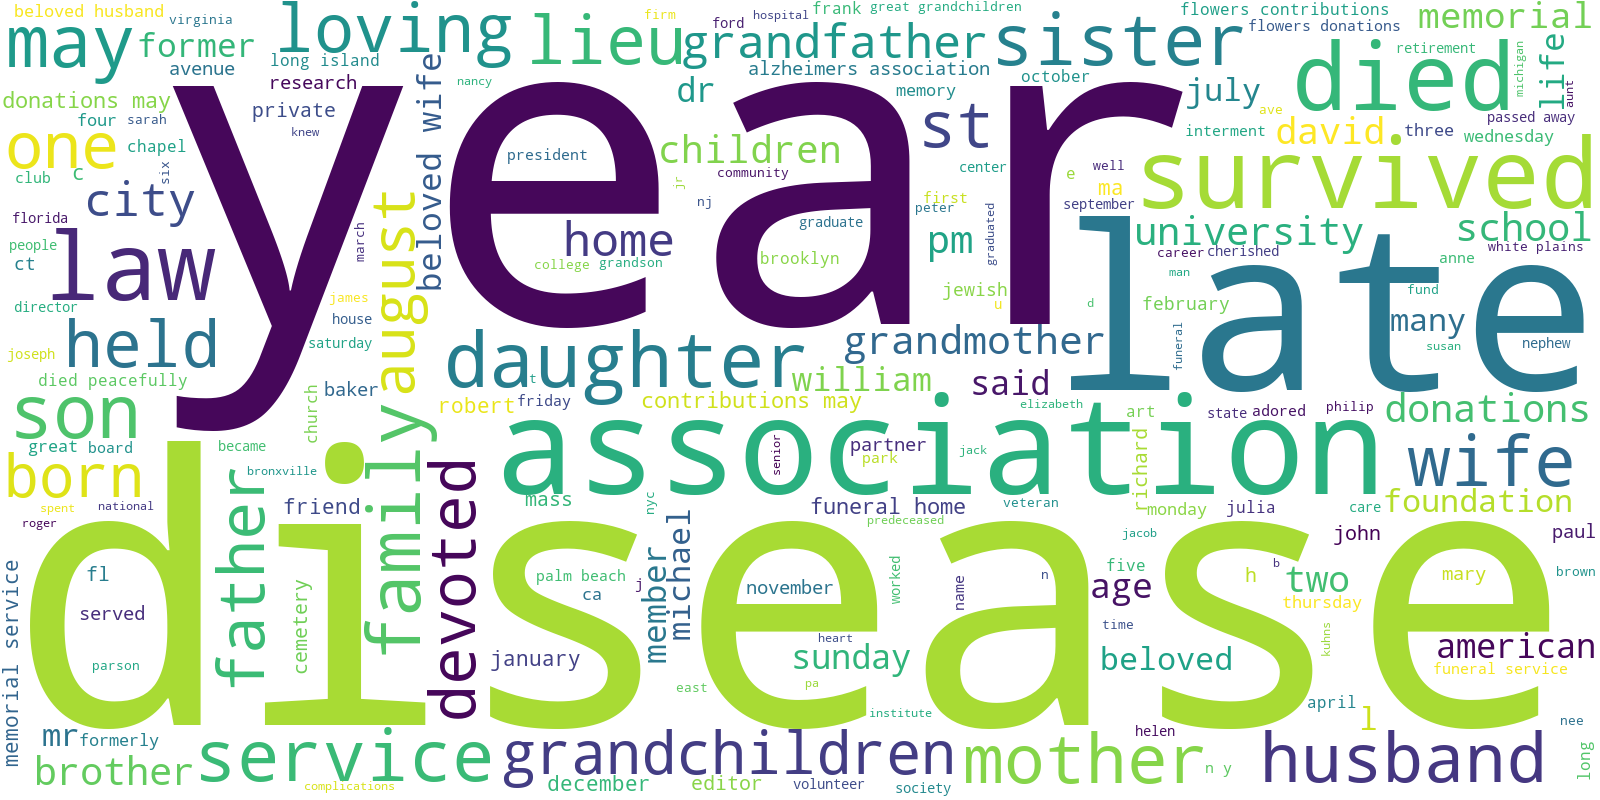 beloved husband
virginia
may
former
avenue
loving
long island
research
lieu
firm
ford
hospital
frank
great grandchildren
grandfather
sister
flowers contributions
flowers donations
memorial
died
retirement
michigan
life
aunt
donations may
four
sarah
private
knew
nancy
beloved wife
alzheimers association
dr
memory
october
st
july
ave
interment
david
three
passed away
wednesday
one
chapel
club
c
six
city
year
president
children
community
jr
nj
center
first
peter
graduated
e
well
ma
september
survived
florida
people
ct
law
march
august
home
graduate
college
grandson
brooklyn
pm
jewish
u
university
career
cherished
man
school
white plains
anne
director
james
house
saturday
d
february
fund
late
held
joseph
died peacefully
daughter
grandmother
funeral
many
susan
nephew
son
church
baker
robert
t
friday
william
contributions may
said
elizabeth
art
state
adored
philip
donations
great
board
became
family
association
senior
partner
park
jack
richard
wife
born
bronxville
father
friend
devoted
mass
nyc
michael
funeral home
predeceased
veteran
monday
julia
foundation
care
spent
national
roger
jacob
john
paul
memorial service
fl
served
parson
cemetery
disease
palm beach
ca
j
member
november
worked
name
n
five
age
b
h
two
thursday
mary
brown
january
heart
sunday
pa
time
beloved
kuhns
american
funeral service
east
institute
april
l
nee
mr
formerly
brother
service
complications
grandchildren
december
editor
volunteer
society
mother
helen
n y
husband
long